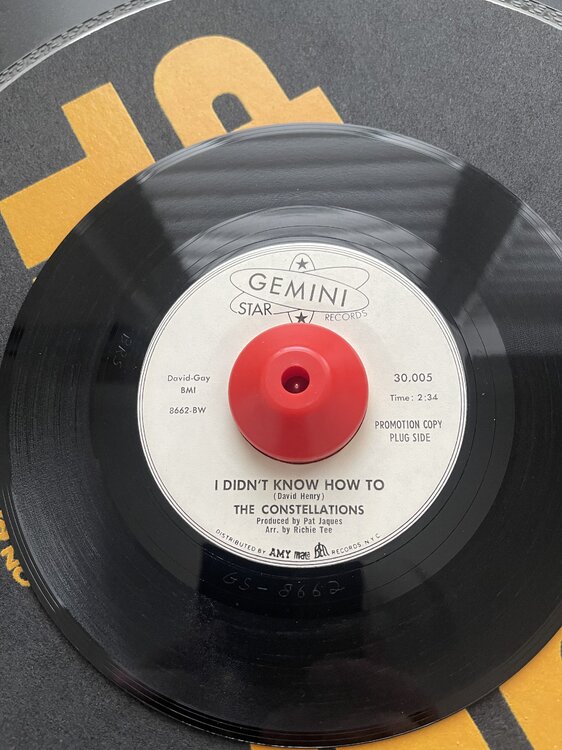 GEMINI
STAR RECORDS
David-Gay
BMI
8662-BW
30.005
Time: 2:34
PROMOTION COPY
PLUG SIDE
I DIDN'T KNOW HOW TO
(David Henry)
THE CONSTELLATIONS
Produced by Pat Jaques
Arr. by Richie Tee
DISTRIBUTED BY AMY mala Bell RECORDS, N.Y.C.
GS-8662